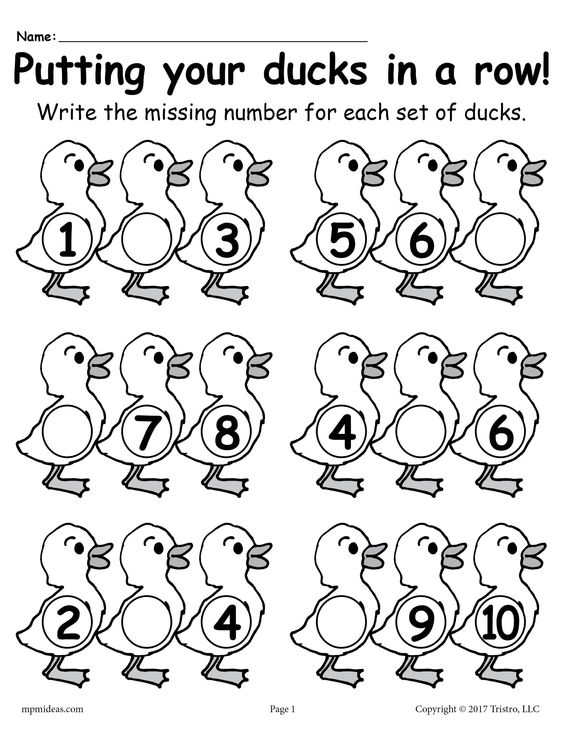 Name:
Putting your ducks in a row!
Write the missing number for each set of ducks.
1 3 5 6
7 8 4 6
2 4 9 10
mpmideas.com Page 1 Copyright © 2017 Tristro, LLC